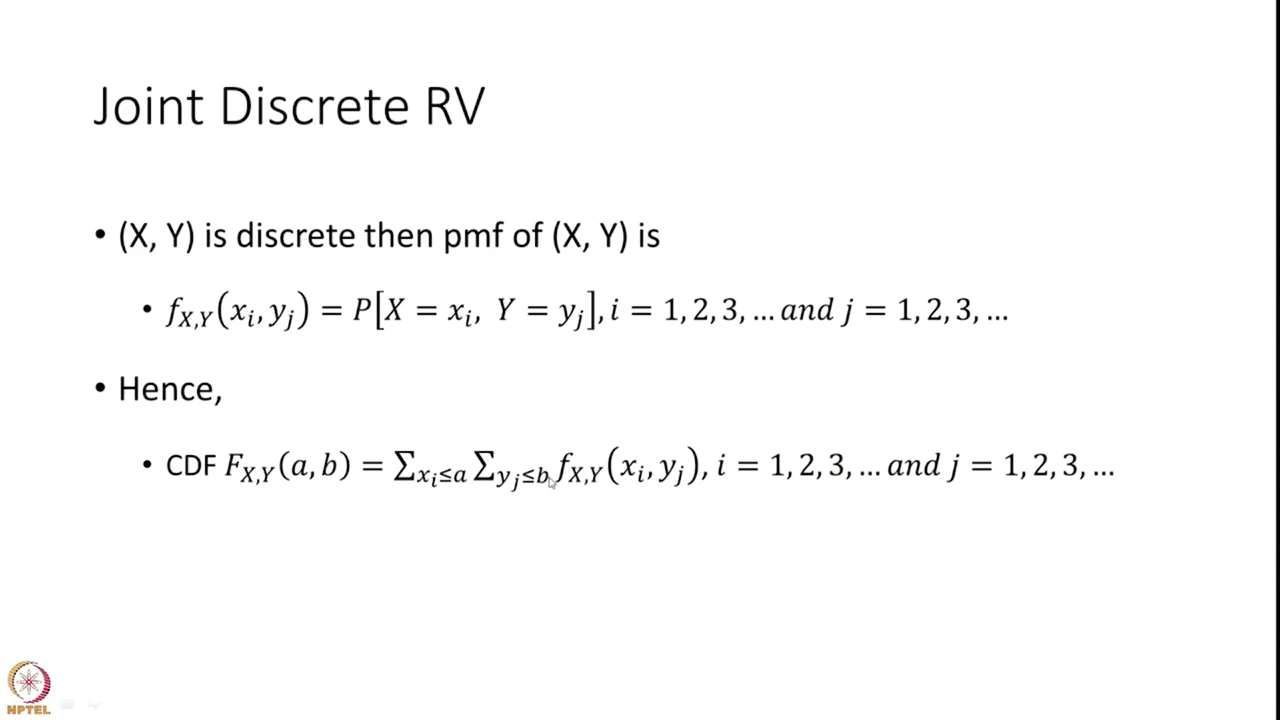 Joint Discrete RV
• (X, Y) is discrete then pmf of (X, Y) is
• f_{X,Y}(x_i, y_j) = P[X = x_i, Y = y_j], i = 1, 2, 3, … and j = 1, 2, 3, …
• Hence,
• CDF F_{X,Y}(a, b) = ∑_{x_i≤a} ∑_{y_j≤b} f_{X,Y}(x_i, y_j), i = 1, 2, 3, … and j = 1, 2, 3, …
NPTEL